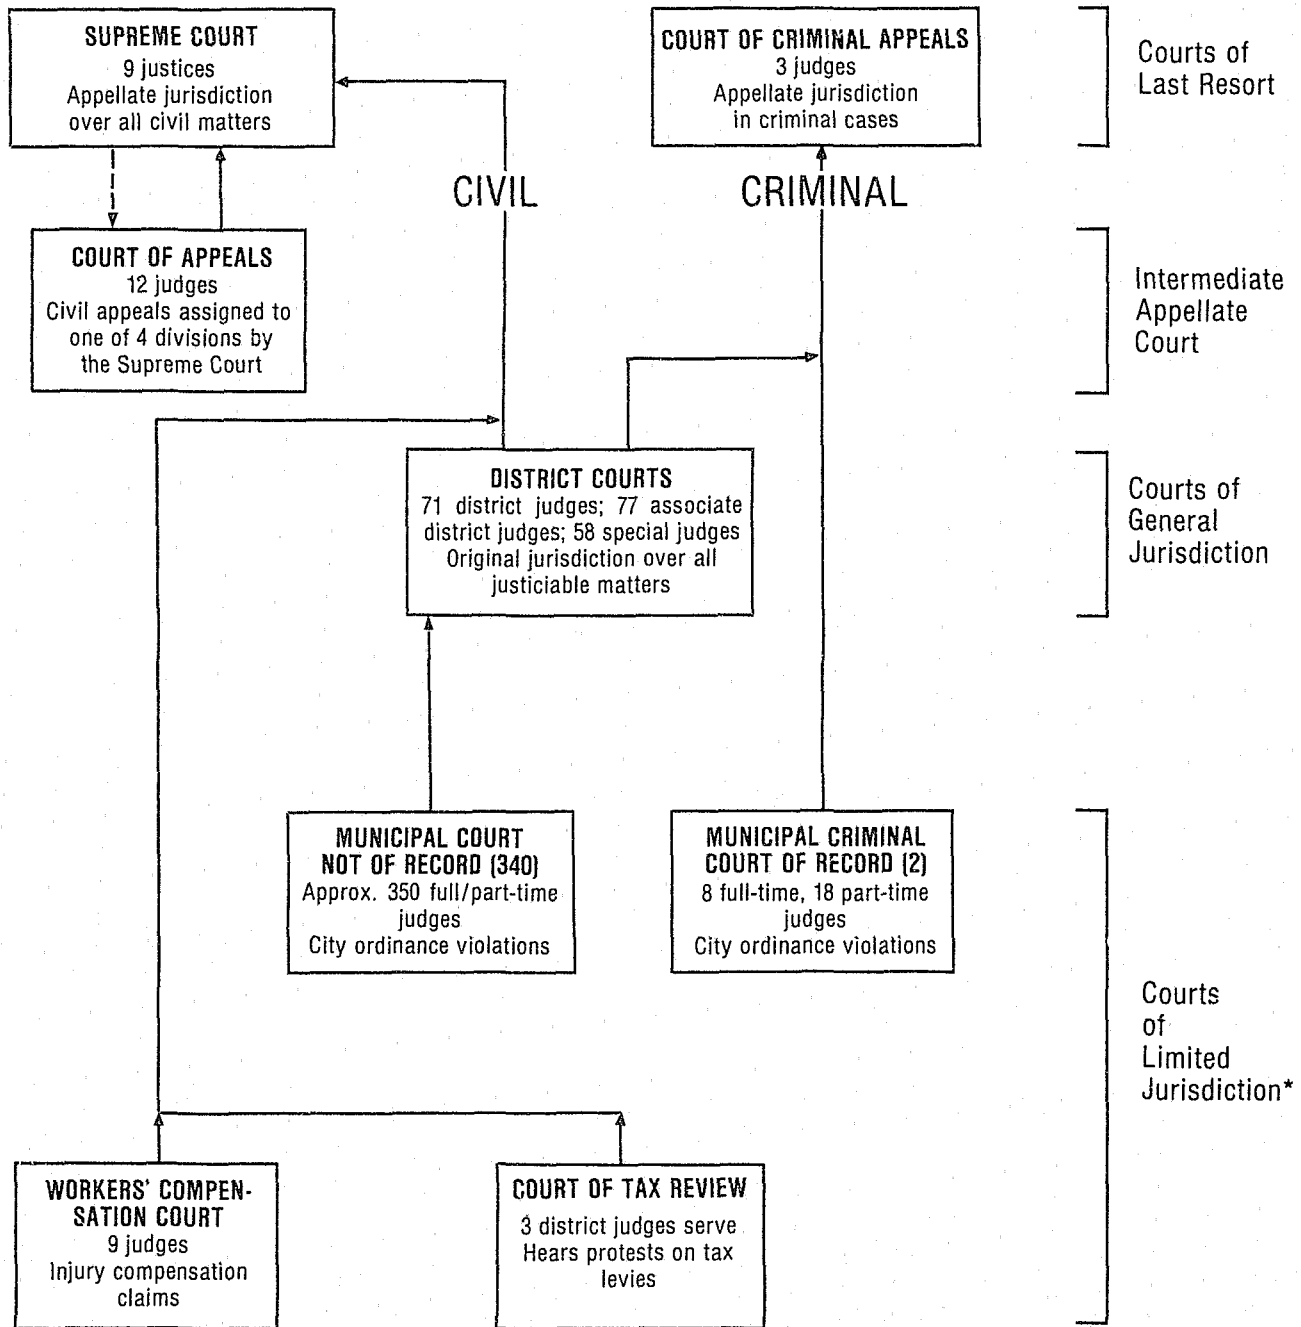 SUPREME COURT
9 justices
Appellate jurisdiction
over all civil matters
COURT OF CRIMINAL APPEALS
3 judges
Appellate jurisdiction
in criminal cases
Courts of
Last Resort
CIVIL
CRIMINAL
COURT OF APPEALS
12 judges
Civil appeals assigned to
one of 4 divisions by
the Supreme Court
Intermediate
Appellate
Court
DISTRICT COURTS
71 district judges; 77 associate
district judges; 58 special judges
Original jurisdiction over all
justiciable matters
Courts of
General
Jurisdiction
MUNICIPAL COURT
NOT OF RECORD (340)
Approx. 350 full/part-time
judges
City ordinance violations
MUNICIPAL CRIMINAL
COURT OF RECORD (2)
8 full-time, 18 part-time
judges
City ordinance violations
Courts
of
Limited
Jurisdiction*
WORKERS' COMPEN-
SATION COURT
9 judges
Injury compensation
claims
COURT OF TAX REVIEW
3 district judges serve
Hears protests on tax
levies